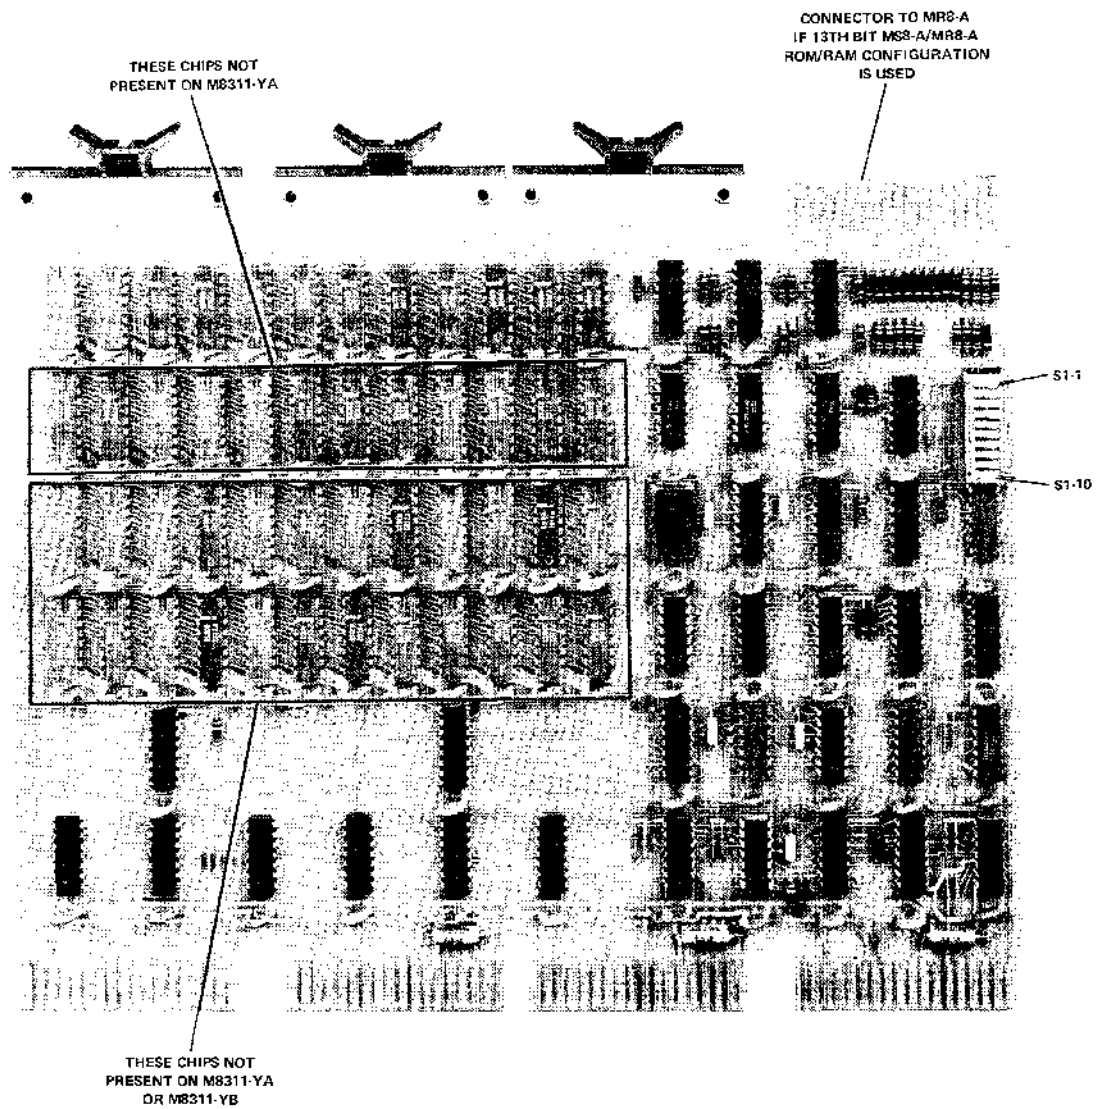 CONNECTOR TO MR8-A
IF 13TH BIT MS8-A/MR8-A
ROM/RAM CONFIGURATION
IS USED
THESE CHIPS NOT
PRESENT ON M8311-YA
S1-1
S1-10
THESE CHIPS NOT
PRESENT ON M8311-YA
OR M8311-YB